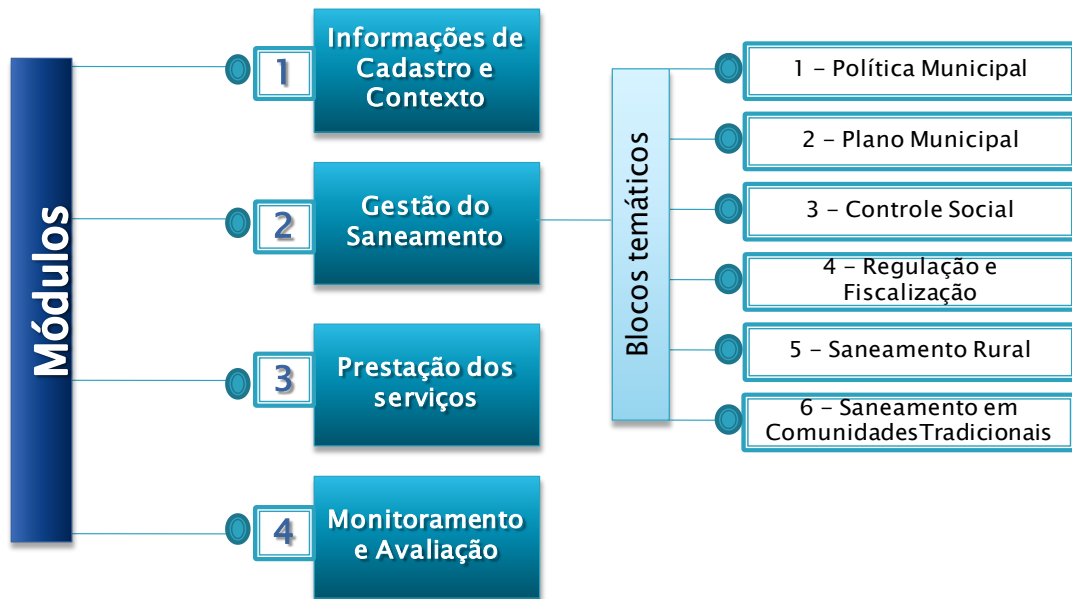 Módulos
1
Informações de
Cadastro e
Contexto
2
Gestão do
Saneamento
3
Prestação dos
serviços
4
Monitoramento
e Avaliação
Blocos temáticos
1 – Política Municipal
2 – Plano Municipal
3 – Controle Social
4 – Regulação e
Fiscalização
5 – Saneamento Rural
6 – Saneamento em
ComunidadesTradicionais